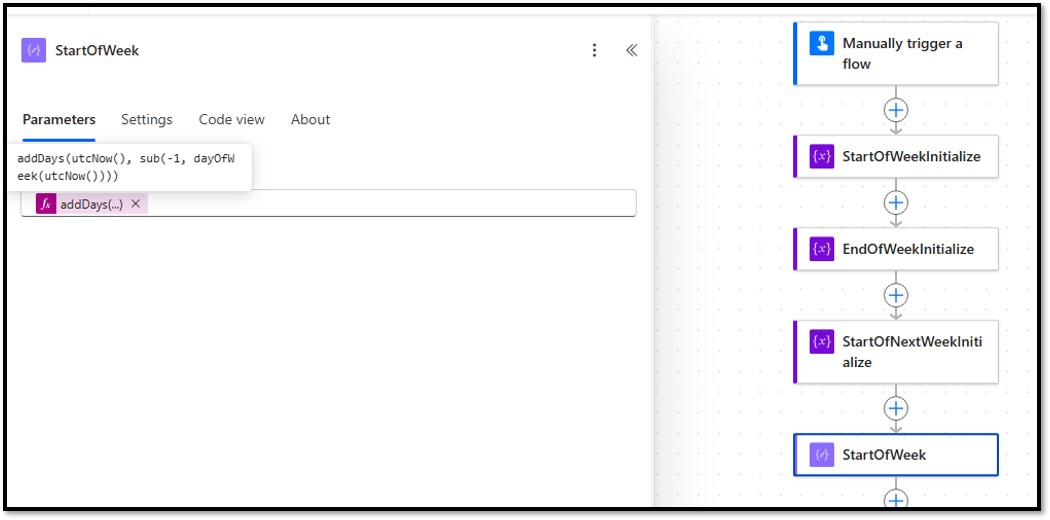 StartOfWeek
Parameters
Settings
Code view
About
addDays(utcNow(), sub(-1, dayOfW
eek(utcNow())))
fx addDays(...)
Manually trigger a
flow
{x} StartOfWeekInitialize
{x} EndOfWeekInitialize
{x} StartOfNextWeekIniti
alize
StartOfWeek